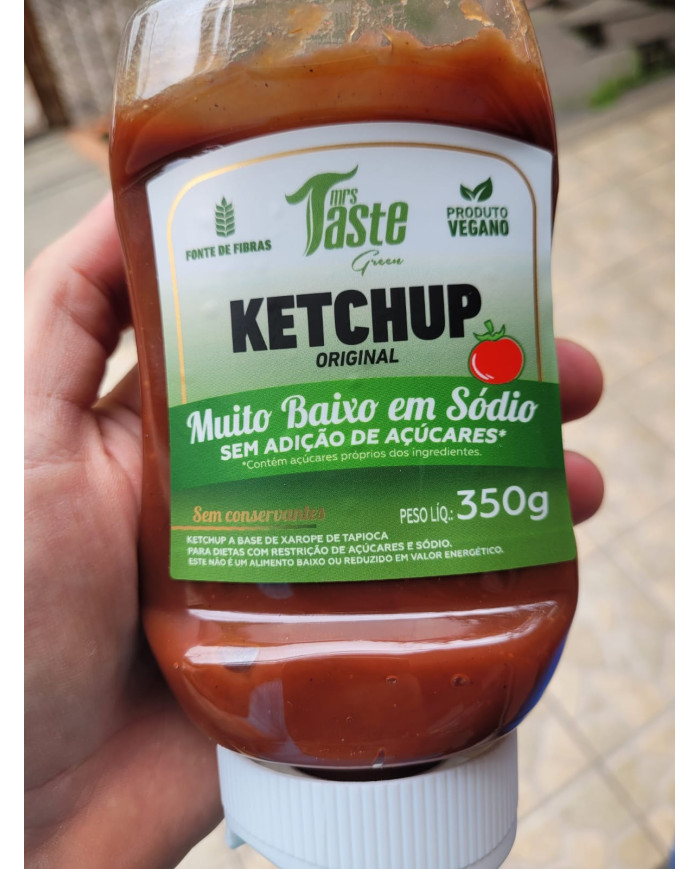 FONTE DE FIBRAS
mrs
Taste
Green
PRODUTO
VEGANO
KETCHUP
ORIGINAL
Muito Baixo em Sódio
SEM ADIÇÃO DE AÇÚCARES*
*Contém açúcares próprios dos ingredientes.
Sem conservantes
PESO LÍQ.: 350g
KETCHUP A BASE DE XAROPE DE TAPIOCA
PARA DIETAS COM RESTRIÇÃO DE AÇÚCARES E SÓDIO.
ESTE NÃO É UM ALIMENTO BAIXO OU REDUZIDO EM VALOR ENERGÉTICO.